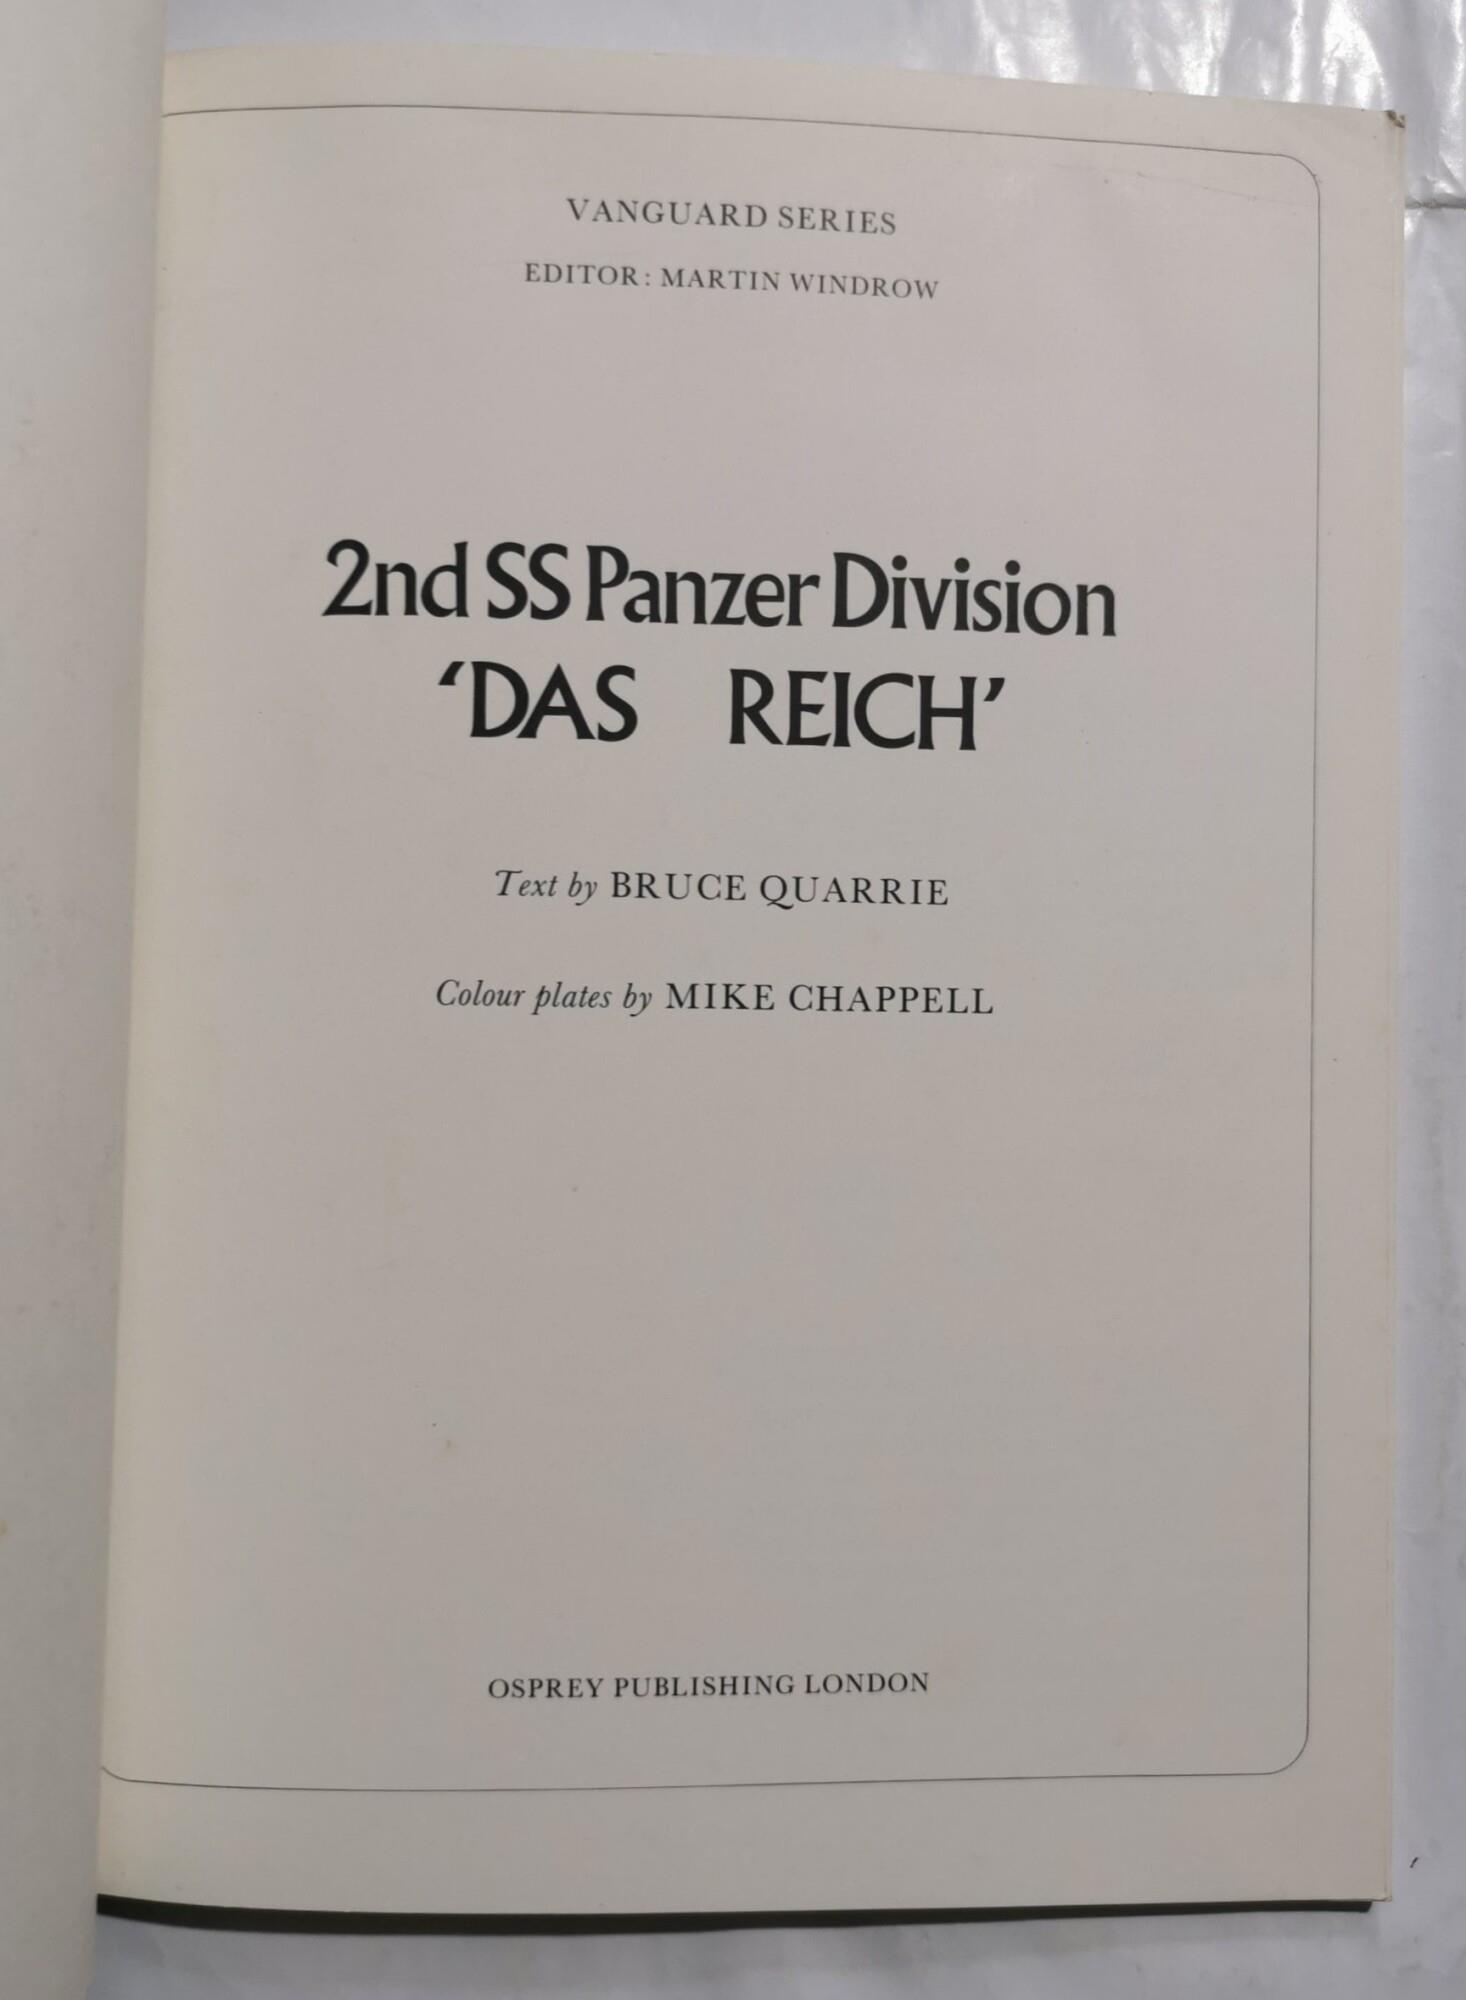 VANGUARD SERIES
EDITOR: MARTIN WINDROW
2nd SS Panzer Division
‘DAS REICH’
Text by BRUCE QUARRIE
Colour plates by MIKE CHAPPELL
OSPREY PUBLISHING LONDON